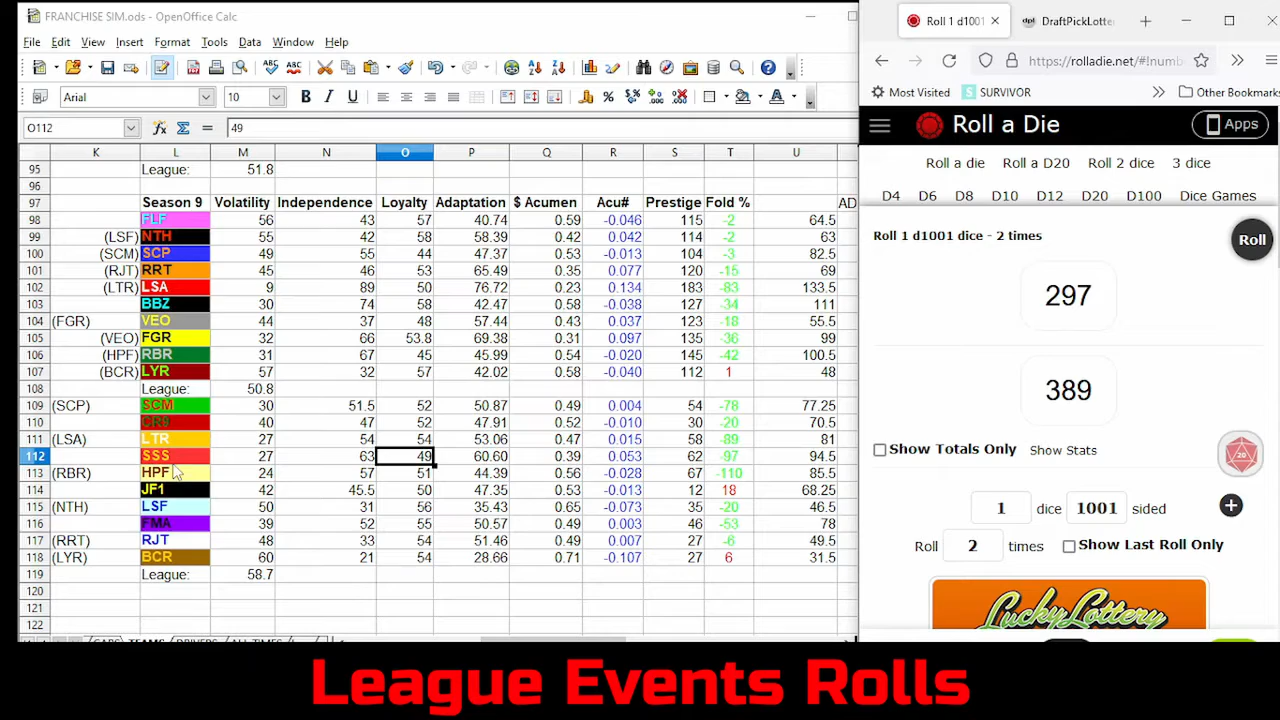 FRANCHISE SIM.ods - OpenOffice Calc
File Edit View Insert Format Tools Data Window Help
Arial 10
O112 49
K L M N O P Q R S T U
95 League: 51.8
96
97 Season 9 Volatility Independence Loyalty Adaptation $ Acumen Acu# Prestige Fold % AD
98 FLF 56 43 57 40.74 0.59 -0.046 115 -2 64.5
99 (LSF) NTH 55 42 58 58.39 0.42 0.042 114 -2 63
100 (SCM) SCP 49 55 44 47.37 0.53 -0.013 104 -3 82.5
101 (RJT) RRT 45 46 53 65.49 0.35 0.077 120 -15 69
102 (LTR) LSA 9 89 50 76.72 0.23 0.134 183 -83 133.5
103 BBZ 30 74 58 42.47 0.58 -0.038 127 -34 111
104 (FGR) VEO 44 37 48 57.44 0.43 0.037 123 -18 55.5
105 (VEO) FGR 32 66 53.8 69.38 0.31 0.097 135 -36 99
106 (HPF) RBR 31 67 45 45.99 0.54 -0.020 145 -42 100.5
107 (BCR) LYR 57 32 57 42.02 0.58 -0.040 112 1 48
108 League: 50.8
109 (SCP) SCM 30 51.5 52 50.87 0.49 0.004 54 -78 77.25
110 CR9 40 47 52 47.91 0.52 -0.010 30 -20 70.5
111 (LSA) LTR 27 54 54 53.06 0.47 0.015 58 -89 81
112 SSS 27 63 49 60.60 0.39 0.053 62 -97 94.5
113 (RBR) HPF 24 57 51 44.39 0.56 -0.028 67 -110 85.5
114 JF1 42 45.5 50 47.35 0.53 -0.013 12 18 68.25
115 (NTH) LSF 50 31 56 35.43 0.65 -0.073 35 -20 46.5
116 FMA 39 52 55 50.57 0.49 0.003 46 -53 78
117 (RRT) RJT 48 33 54 51.46 0.49 0.007 27 -6 49.5
118 (LYR) BCR 60 21 54 28.66 0.71 -0.107 27 6 31.5
119 League: 58.7
120
121
122
Roll 1 d1001 DraftPickLotte
https://rolladie.net/#!numb
Most Visited SURVIVOR Other Bookmarks
Roll a Die Apps
Roll a die Roll a D20 Roll 2 dice 3 dice
D4 D6 D8 D10 D12 D20 D100 Dice Games
Roll 1 d1001 dice - 2 times Roll
297
389
Show Totals Only Show Stats 20
1 dice 1001 sided
Roll 2 times Show Last Roll Only
LuckyLottery
League Events Rolls